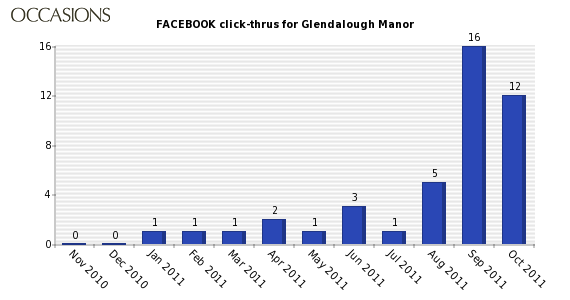 OCCASIONS
FACEBOOK click-thrus for Glendalough Manor
16
12
8
4
0
0
0
1
1
1
2
1
3
1
5
16
12
Nov 2010
Dec 2010
Jan 2011
Feb 2011
Mar 2011
Apr 2011
May 2011
Jun 2011
Jul 2011
Aug 2011
Sep 2011
Oct 2011